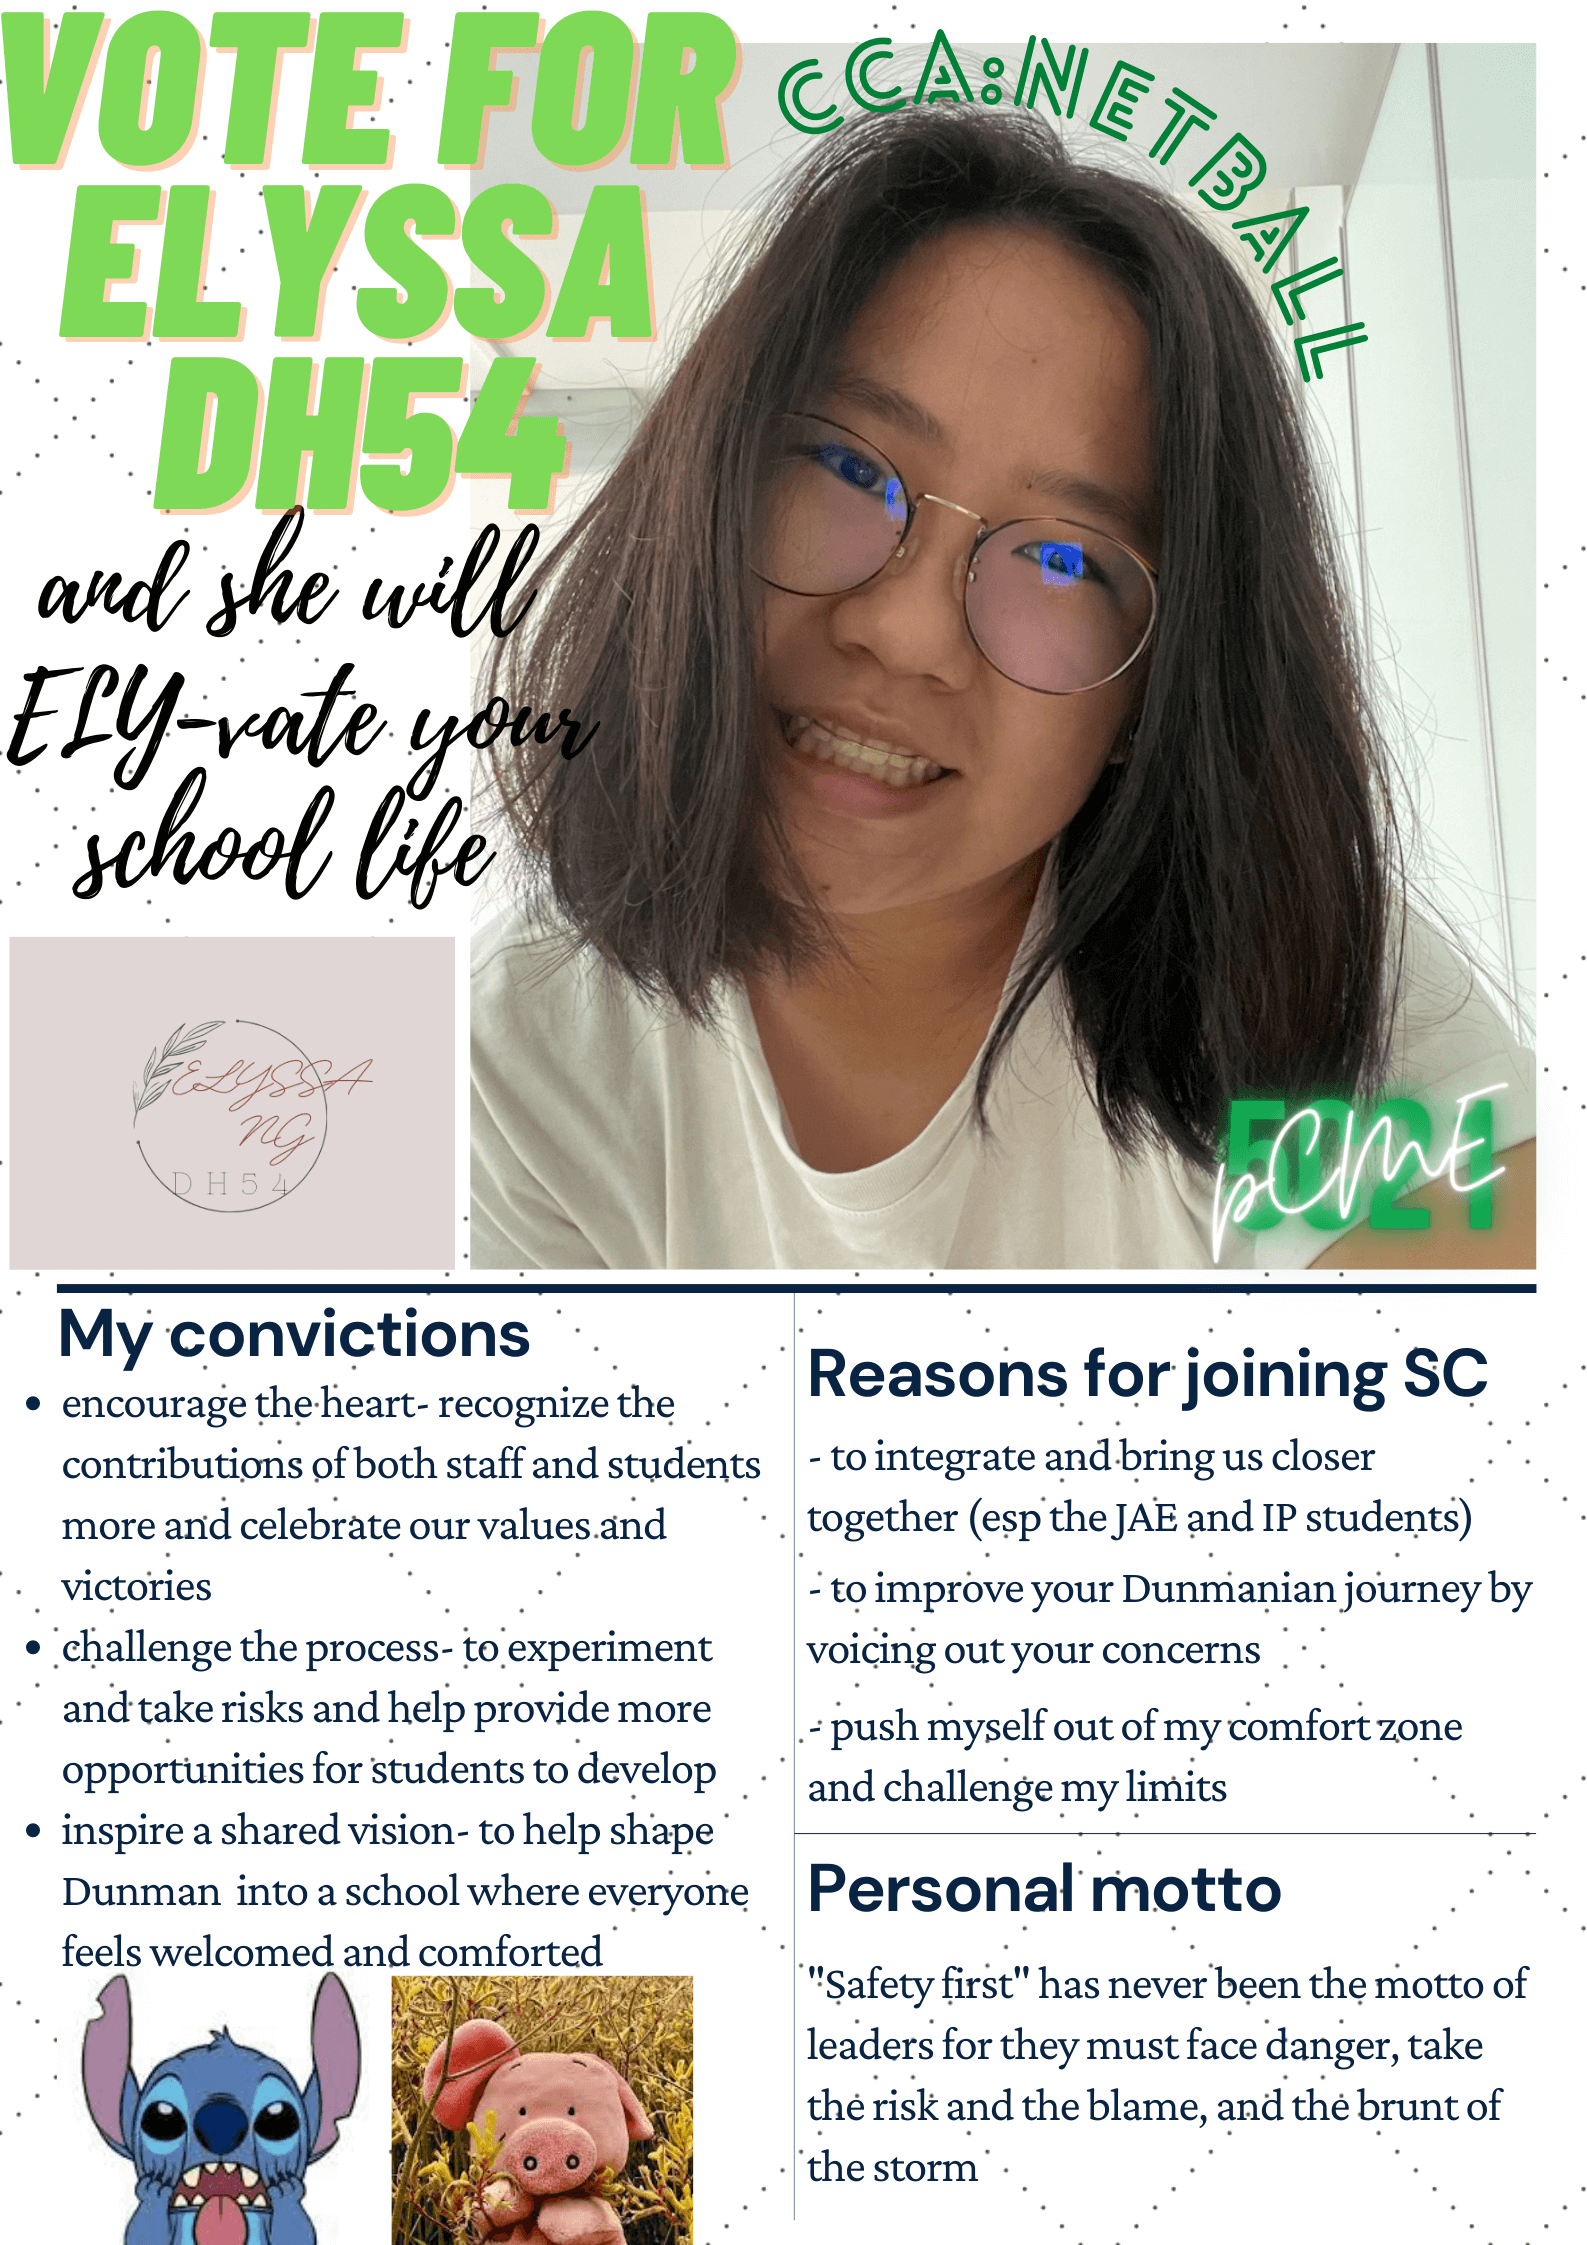 VOTE FOR
ELYSSA
DH54
CCA:NETBALL
and she will
ELY-vate your
school life
ELYSSA
NG
DH54
5C21
pCME
My convictions
• encourage the heart- recognize the
contributions of both staff and students
more and celebrate our values and
victories
• challenge the process- to experiment
and take risks and help provide more
opportunities for students to develop
• inspire a shared vision- to help shape
Dunman into a school where everyone
feels welcomed and comforted
Reasons for joining SC
- to integrate and bring us closer
together (esp the JAE and IP students)
- to improve your Dunmanian journey by
voicing out your concerns
- push myself out of my comfort zone
and challenge my limits
Personal motto
"Safety first" has never been the motto of
leaders for they must face danger, take
the risk and the blame, and the brunt of
the storm